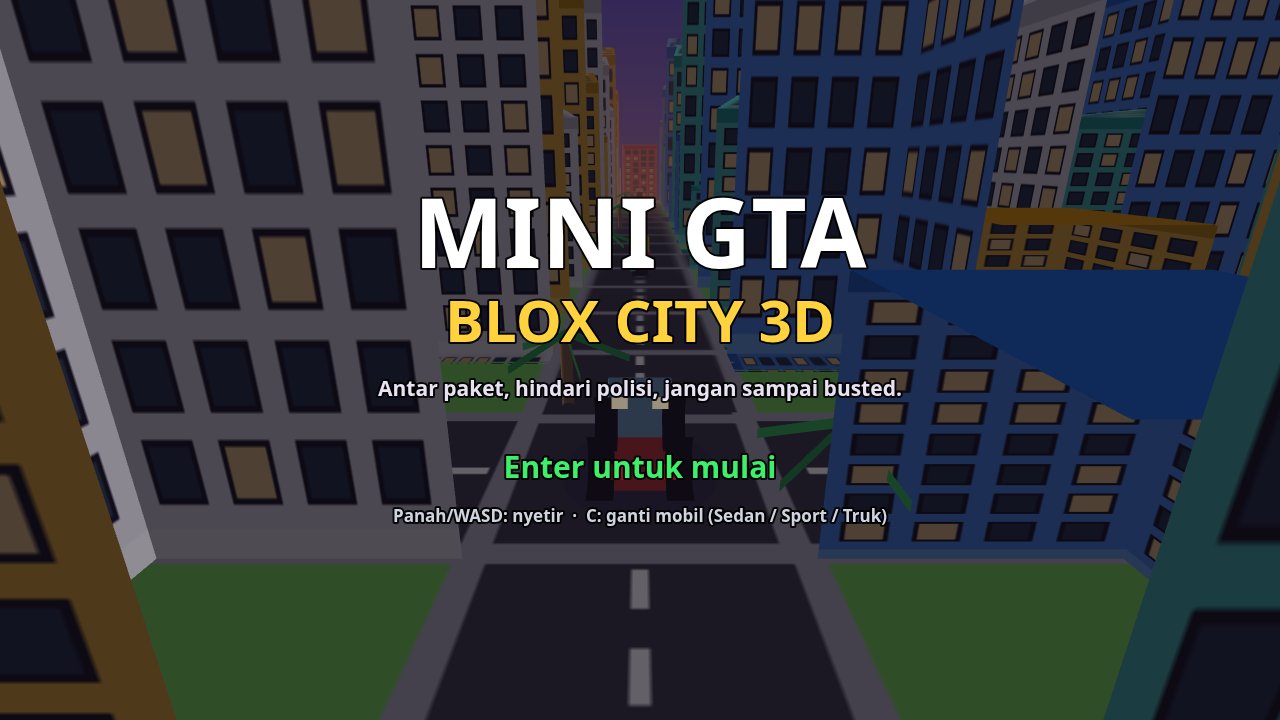 MINI GTA
BLOX CITY 3D
Antar paket, hindari polisi, jangan sampai busted.
Enter untuk mulai
Panah/WASD: nyetir · C: ganti mobil (Sedan / Sport / Truk)